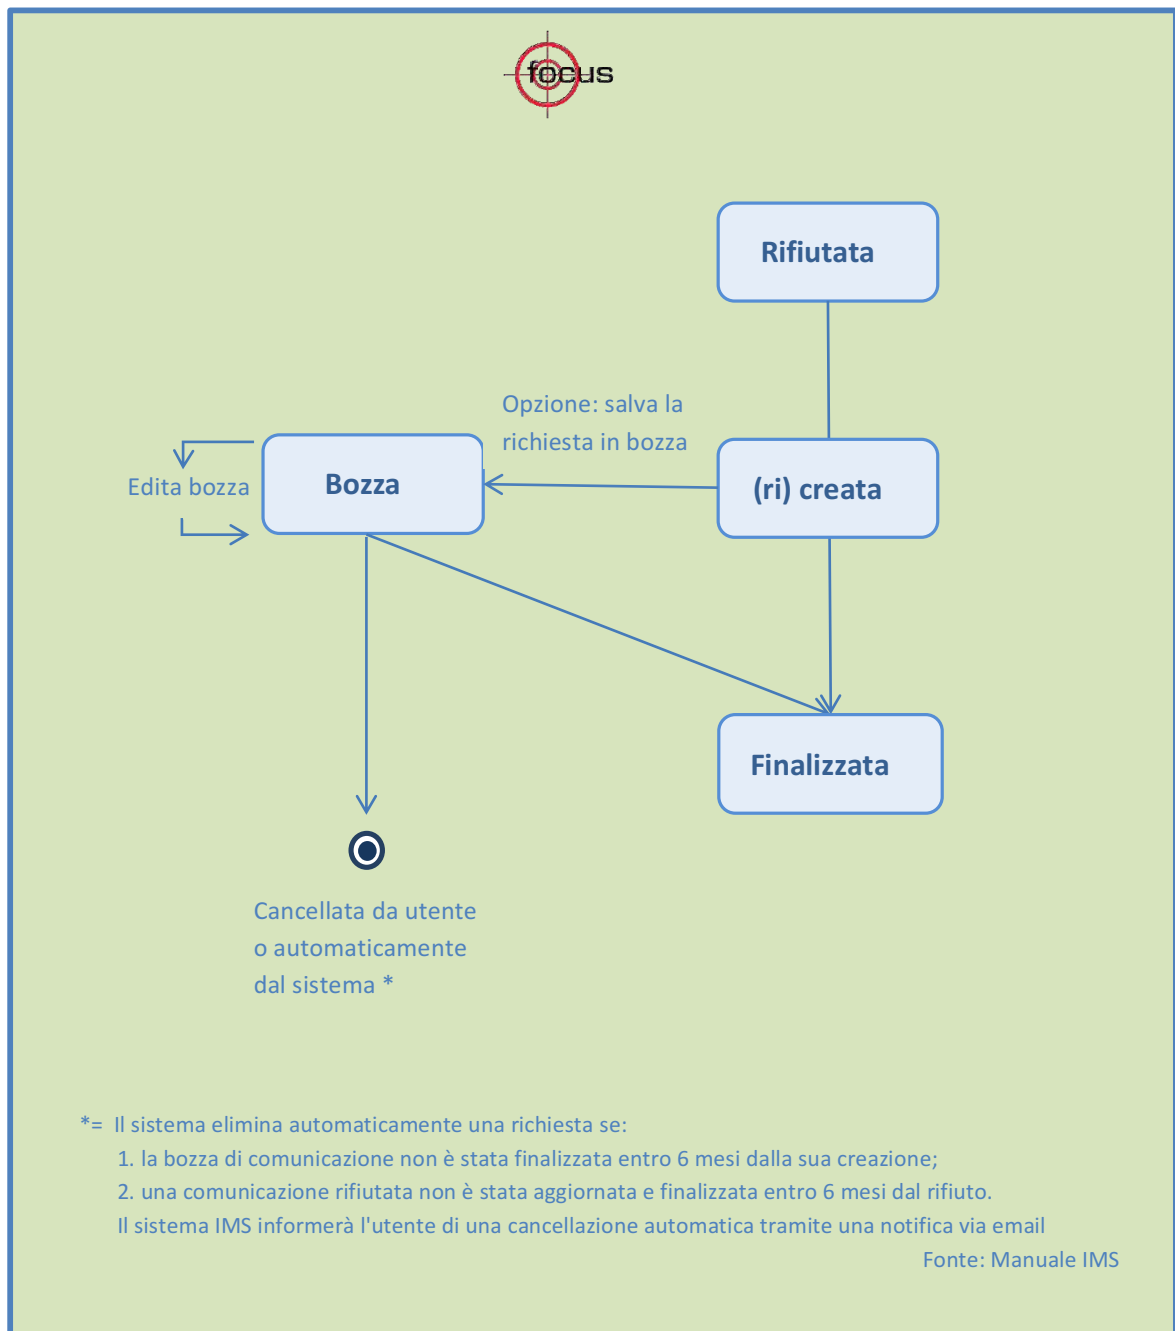 focus
Rifiutata
Opzione: salva la
richiesta in bozza
Edita bozza
Bozza
(ri) creata
Finalizzata
Cancellata da utente
o automaticamente
dal sistema *
*= Il sistema elimina automaticamente una richiesta se:
1. la bozza di comunicazione non è stata finalizzata entro 6 mesi dalla sua creazione;
2. una comunicazione rifiutata non è stata aggiornata e finalizzata entro 6 mesi dal rifiuto.
Il sistema IMS informerà l'utente di una cancellazione automatica tramite una notifica via email
Fonte: Manuale IMS